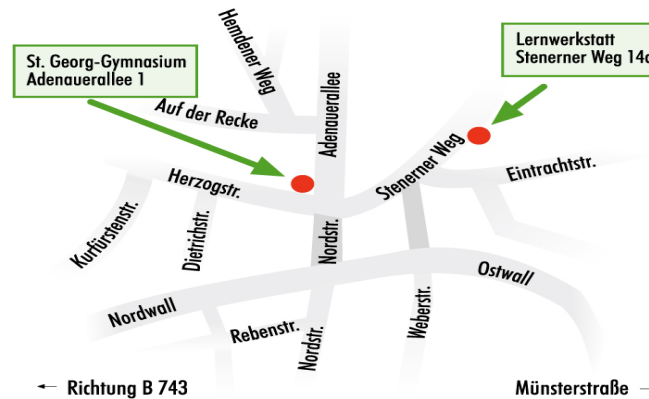 Hemdener Weg
St. Georg-Gymnasium
Adenauerallee 1
Lernwerkstatt
Stenerner Weg 14
Auf der Recke
Adenauerallee
Stenerner Weg
Eintrachtstr.
Herzogstr.
Kurfürstenstr.
Dietrichstr.
Nordstr.
Ostwall
Nordwall
Rebenstr.
Nordstr.
Weberstr.
← Richtung B 743
Münsterstraße